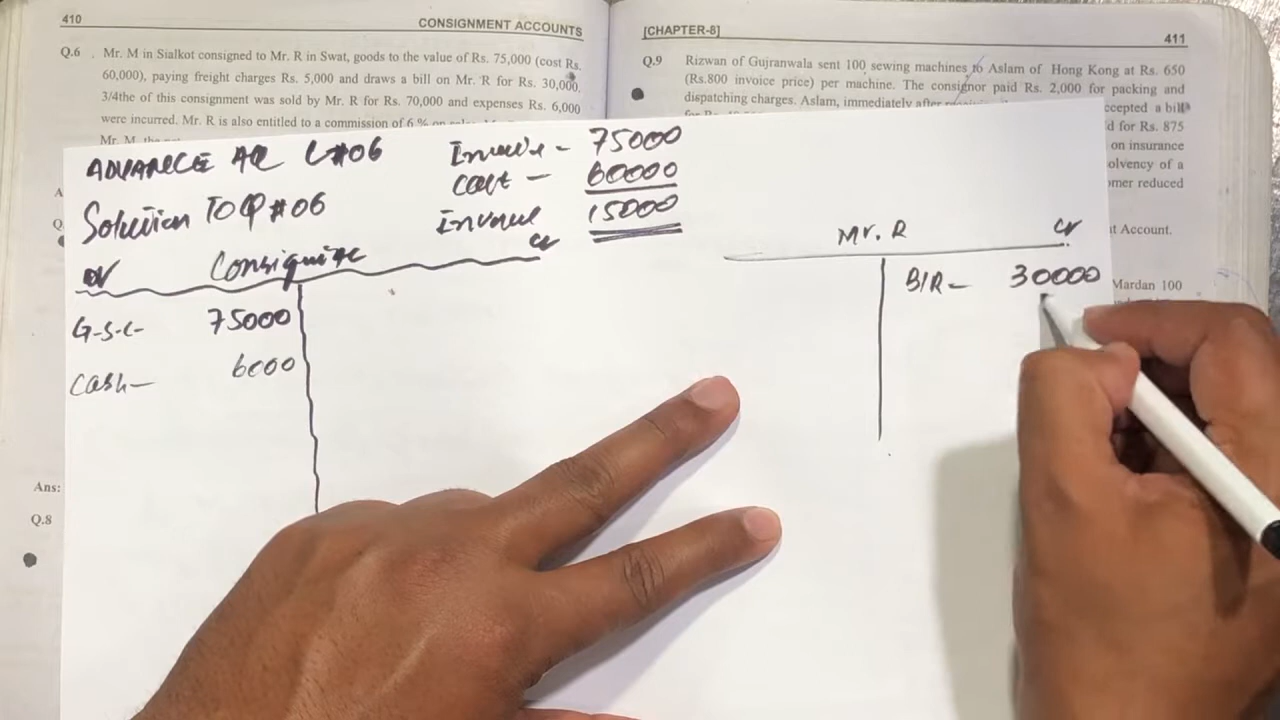 410
CONSIGNMENT ACCOUNTS
Q.6 . Mr. M in Sialkot consigned to Mr. R in Swat, goods to the value of Rs. 75,000 (cost Rs.
60,000), paying freight charges Rs. 5,000 and draws a bill on Mr. R for Rs. 30,000.
3/4the of this consignment was sold by Mr. R for Rs. 70,000 and expenses Rs. 6,000
were incurred. Mr. R is also entitled to a commission of 6 % on
Mr. M the
Ans:
Q.8
[CHAPTER-8]
411
Q.9 Rizwan of Gujranwala sent 100 sewing machines to Aslam of Hong Kong at Rs. 650
(Rs.800 invoice price) per machine. The consignor paid Rs. 2,000 for packing and
dispatching charges. Aslam, immediately after
ccepted a bill
d for Rs. 875
on insurance
olvency of a
mer reduced
t Account.
Mardan 100
ADVANCE
L#06
Solution TO Q#06
75000
Cost - 60000
15000
Cr
G-S-C- 75000
Cash- 6000
Mr. R
Cr
B/R - 30000